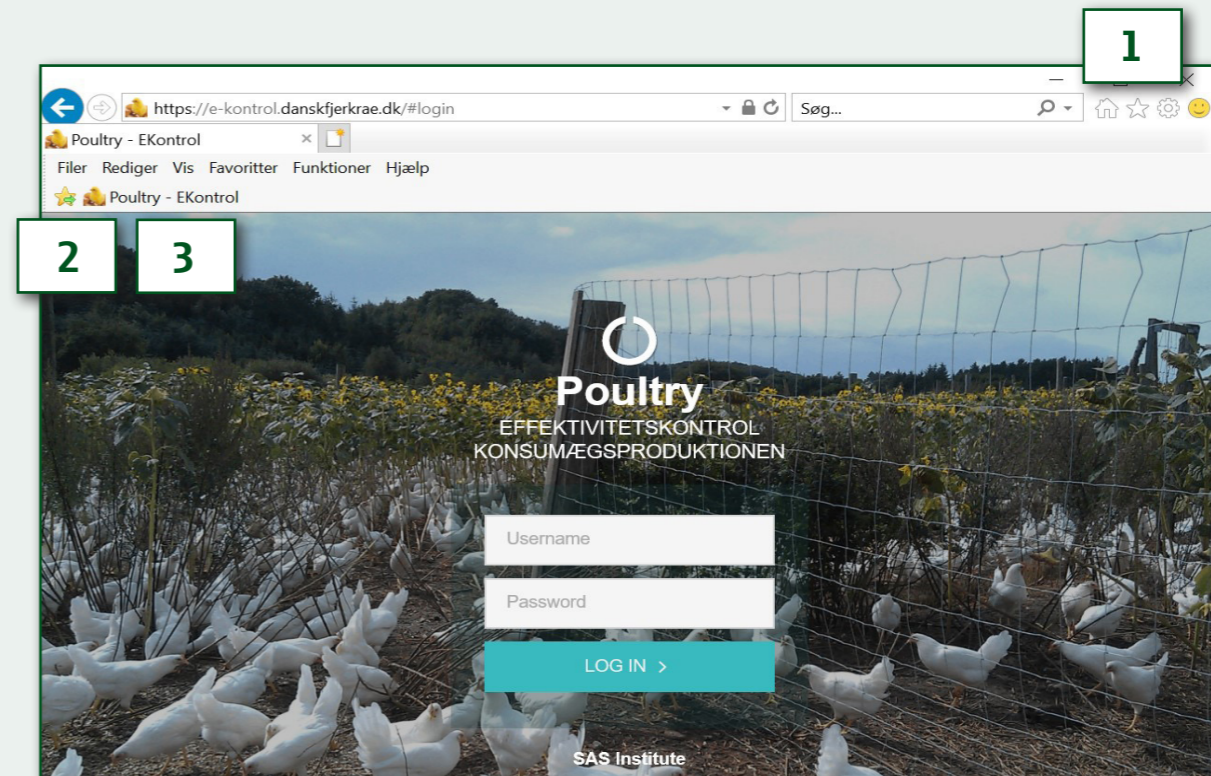 1
https://e-kontrol.danskfjerkrae.dk/#login
Søg...
Poultry - EKontrol
Filer Rediger Vis Favoritter Funktioner Hjælp
Poultry - EKontrol
2 3
Poultry
EFFEKTIVITETSKONTROL
KONSUMÆGSPRODUKTIONEN
Username
Password
LOG IN >
SAS Institute